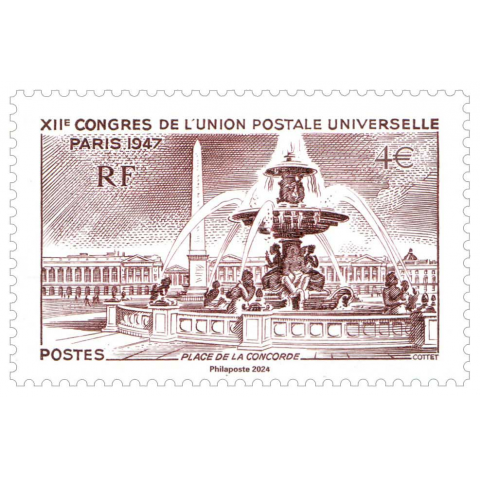 XIIᴱ CONGRES DE L'UNION POSTALE UNIVERSELLE
PARIS 1947
4€
RF
POSTES
PLACE DE LA CONCORDE
COTTET
Philaposte 2024